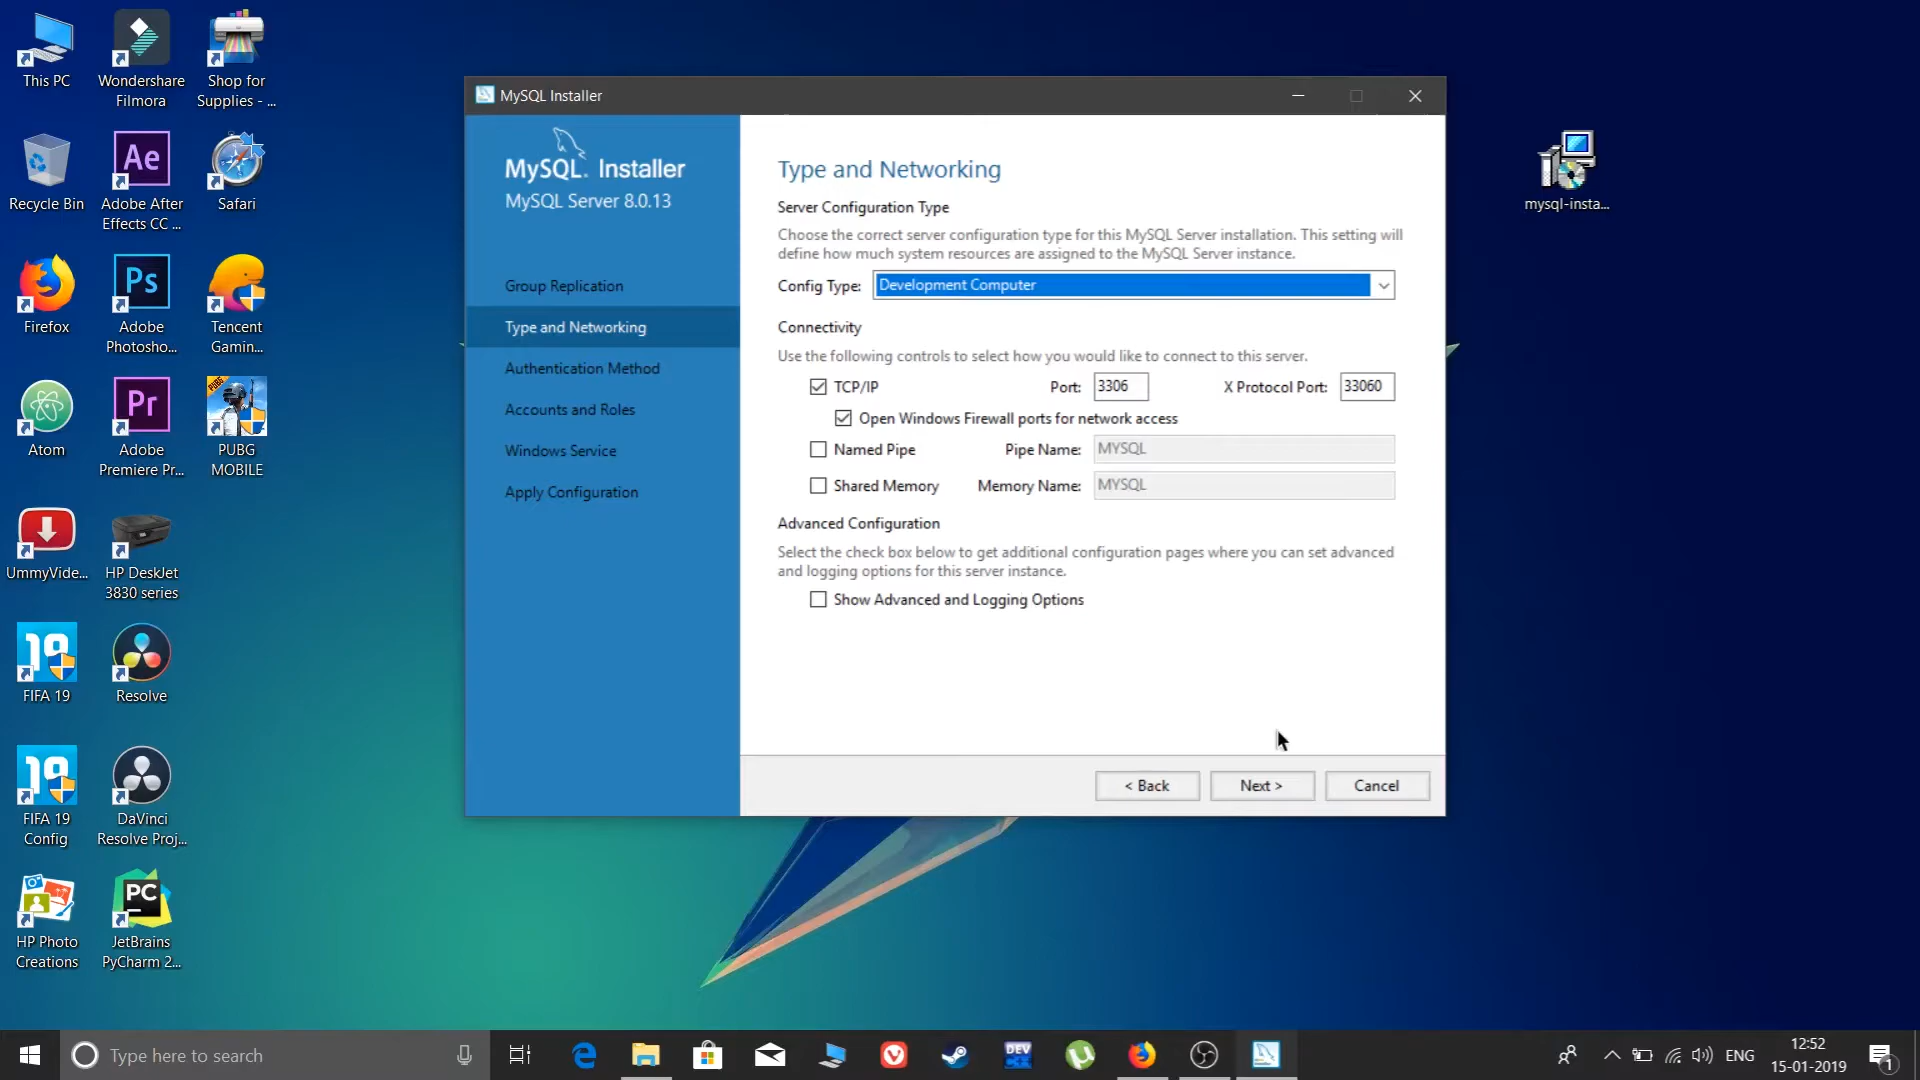 This PC
Wondershare
Filmora
Shop for
Supplies - ...
Recycle Bin
Ae
Adobe After
Effects CC ...
Safari
Firefox
Ps
Adobe
Photosho...
Tencent
Gamin...
Atom
Pr
Adobe
Premiere Pr...
PUBG
PUBG
MOBILE
UmmyVide...
HP DeskJet
3830 series
19
FIFA 19
Resolve
19
FIFA 19
Config
DaVinci
Resolve Proj...
HP Photo
Creations
PC
JetBrains
PyCharm 2...
mysql-insta...
MySQL Installer
MySQL. Installer
MySQL Server 8.0.13
Group Replication
Type and Networking
Authentication Method
Accounts and Roles
Windows Service
Apply Configuration
Type and Networking
Server Configuration Type
Choose the correct server configuration type for this MySQL Server installation. This setting will
define how much system resources are assigned to the MySQL Server instance.
Config Type: Development Computer
Connectivity
Use the following controls to select how you would like to connect to this server.
TCP/IP Port: 3306 X Protocol Port: 33060
Open Windows Firewall ports for network access
Named Pipe Pipe Name: MYSQL
Shared Memory Memory Name: MYSQL
Advanced Configuration
Select the check box below to get additional configuration pages where you can set advanced
and logging options for this server instance.
Show Advanced and Logging Options
< Back Next > Cancel
Type here to search
DEV
C++
ENG
12:52
15-01-2019
1